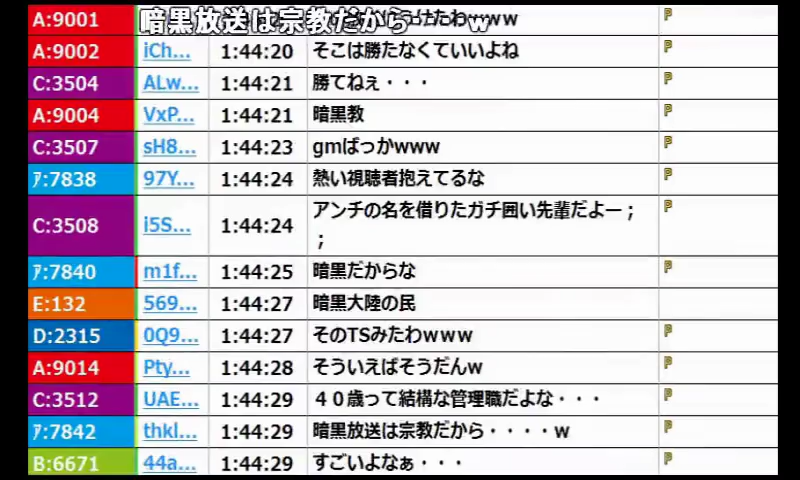 暗黒放送は宗教だから・・・・w
A:9001
A:9002 iCh... 1:44:20 そこは勝たなくていいよね P
C:3504 ALw... 1:44:21 勝てねぇ・・・ P
A:9004 VxP... 1:44:21 暗黒教 P
C:3507 sH8... 1:44:23 gmばっかwww P
ｱ:7838 97Y... 1:44:24 熱い視聴者抱えてるな P
C:3508 i5S... 1:44:24 アンチの名を借りたガチ囲い先輩だよー； P
；
ｱ:7840 m1f... 1:44:25 暗黒だからな P
E:132 569... 1:44:27 暗黒大陸の民
D:2315 0Q9... 1:44:27 そのTSみたわｗｗｗ P
A:9014 Pty... 1:44:28 そういえばそうだんw P
C:3512 UAE... 1:44:29 ４０歳って結構な管理職だよな・・・ P
ｱ:7842 thkl... 1:44:29 暗黒放送は宗教だから・・・・w P
B:6671 44a... 1:44:29 すごいよなぁ・・・ P